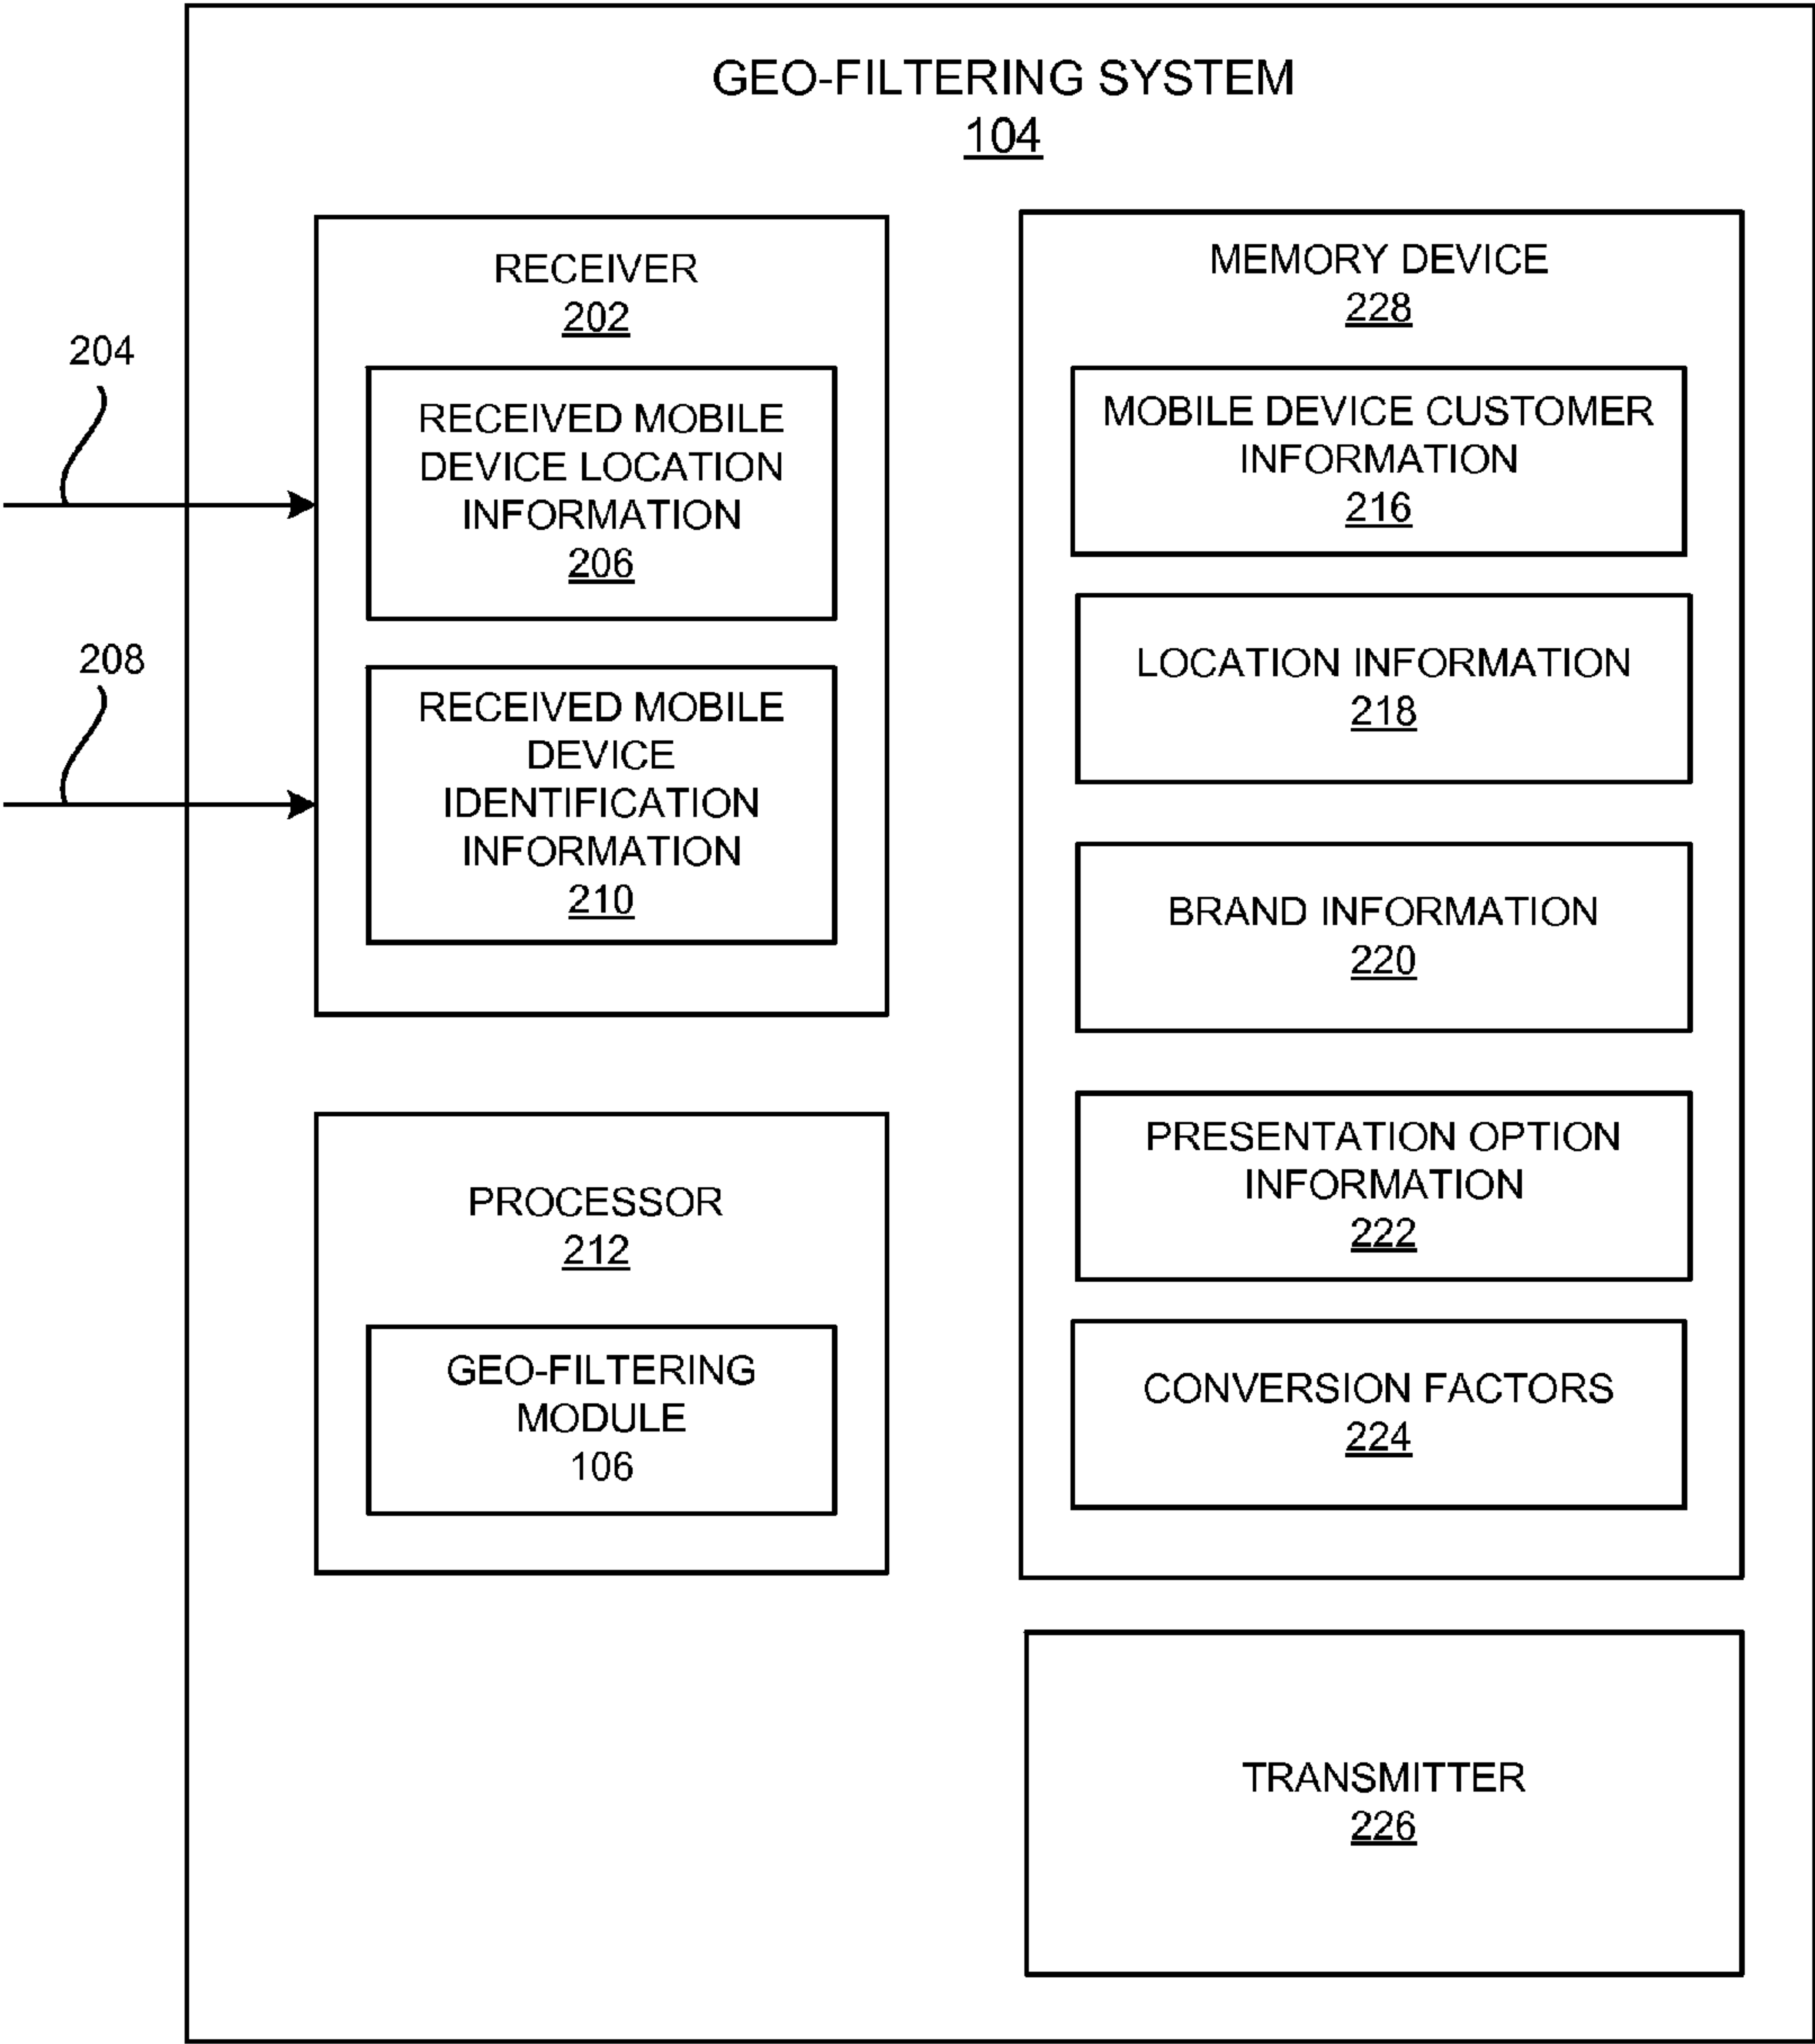 GEO-FILTERING SYSTEM
104
RECEIVER
202
204
RECEIVED MOBILE
DEVICE LOCATION
INFORMATION
206
208
RECEIVED MOBILE
DEVICE
IDENTIFICATION
INFORMATION
210
PROCESSOR
212
GEO-FILTERING
MODULE
106
MEMORY DEVICE
228
MOBILE DEVICE CUSTOMER
INFORMATION
216
LOCATION INFORMATION
218
BRAND INFORMATION
220
PRESENTATION OPTION
INFORMATION
222
CONVERSION FACTORS
224
TRANSMITTER
226